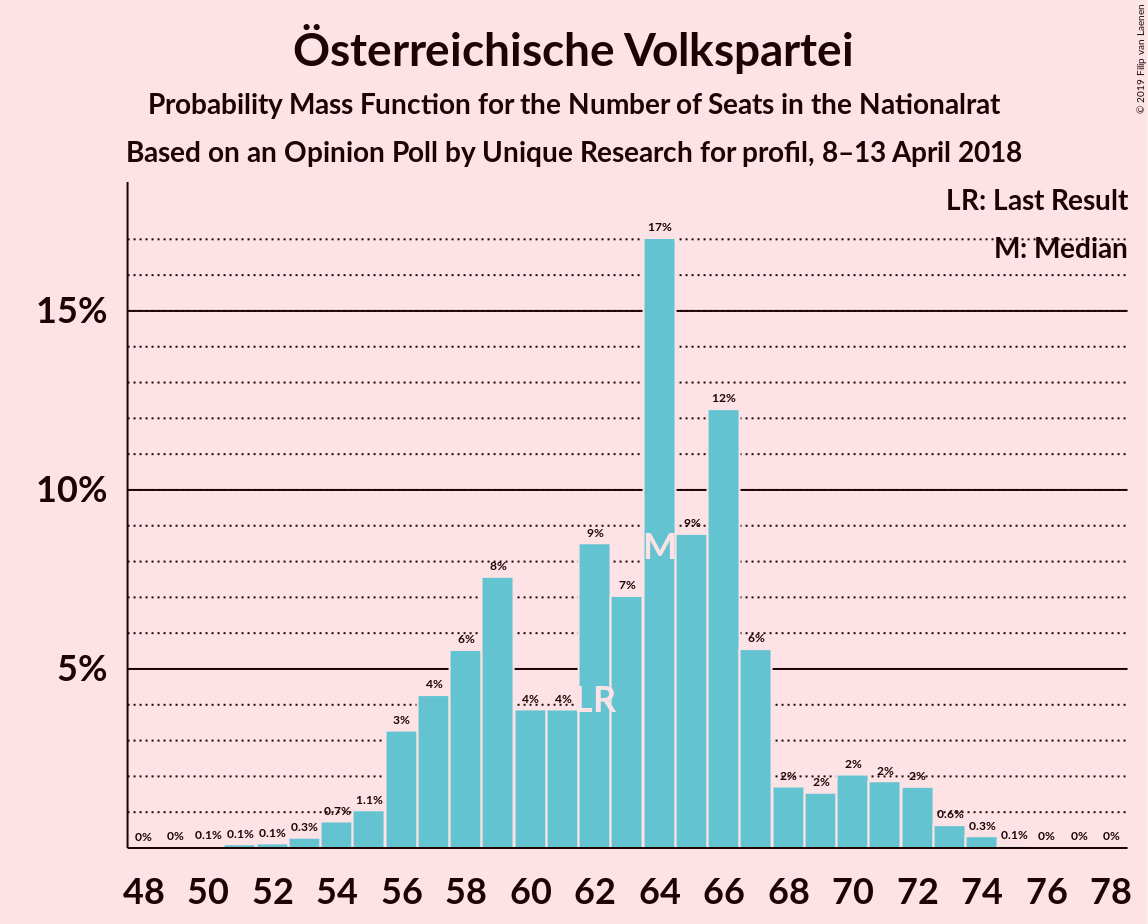 Österreichische Volkspartei
Probability Mass Function for the Number of Seats in the Nationalrat
Based on an Opinion Poll by Unique Research for profil, 8–13 April 2018
© 2019 Filip van Laenen
LR: Last Result
M: Median
15%
10%
5%
0% 0% 0.1% 0.1% 0.1% 0.3% 0.7% 1.1% 3% 4% 6% 8% 4% 4% 9% 7% 17% 9% 12% 6% 2% 2% 2% 2% 2% 0.6% 0.3% 0.1% 0% 0% 0%
LR
M
48 50 52 54 56 58 60 62 64 66 68 70 72 74 76 78